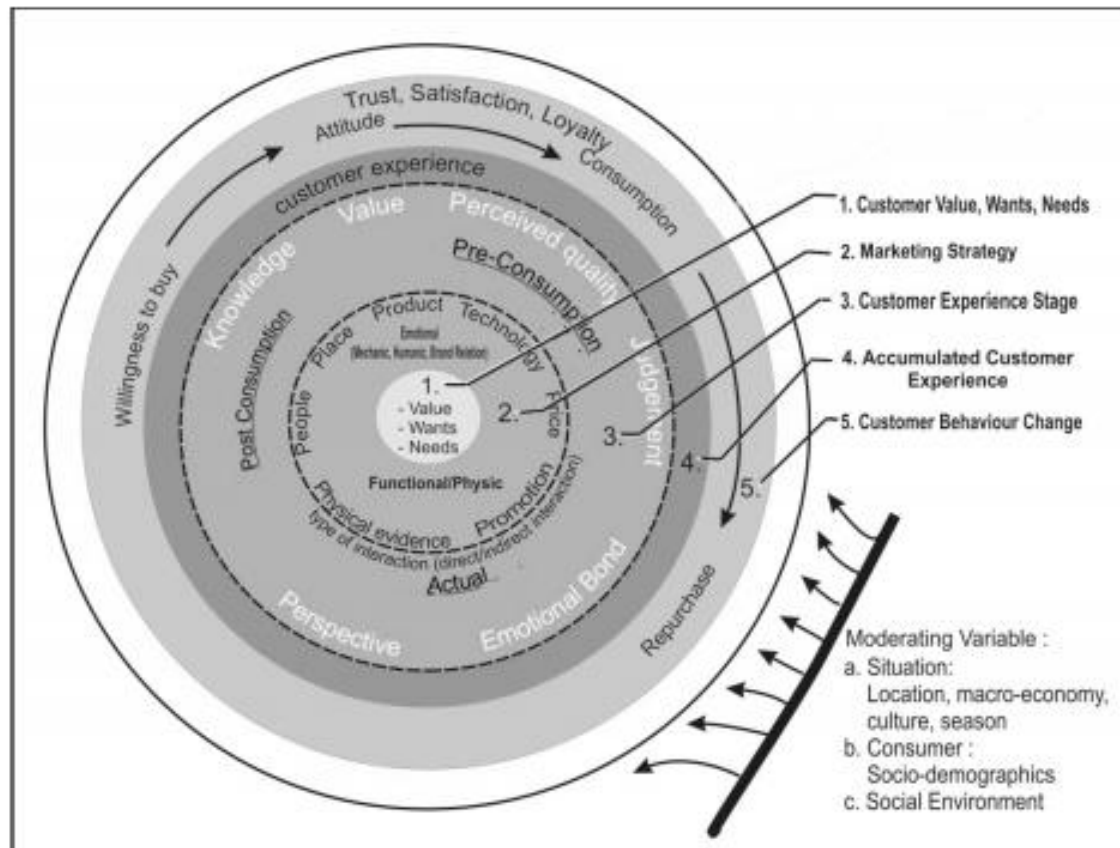 Trust, Satisfaction, Loyalty
Attitude
Consumption
Willingness to buy
Repurchase
customer experience
Knowledge
Value
Perceived quality
Judgement
Emotional Bond
Perspective
Pre-Consumption
Post Consumption
Actual
Product
Technology
Price
Promotion
Physical evidence
People
Place
type of interaction (direct/indirect interaction)
Emotional
(Mechanic, Humanic, Brand Relation)
1.
- Value
- Wants
- Needs
Functional/Physic
2.
3.
4.
5.
1. Customer Value, Wants, Needs
2. Marketing Strategy
3. Customer Experience Stage
4. Accumulated Customer
Experience
5. Customer Behaviour Change
Moderating Variable :
a. Situation:
Location, macro-economy,
culture, season
b. Consumer :
Socio-demographics
c. Social Environment